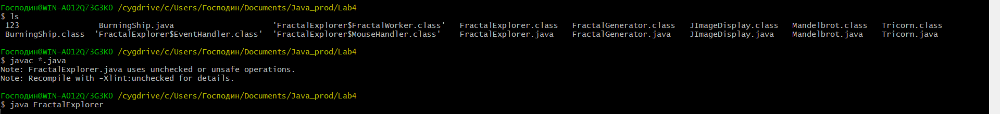 Господин@WIN-AO12Q73G3KO /cygdrive/c/Users/Господин/Documents/Java_prod/Lab4
$ ls
 123                 BurningShip.java                     'FractalExplorer$FractalWorker.class'   FractalExplorer.class   FractalGenerator.class   JImageDisplay.class   Mandelbrot.class   Tricorn.class
 BurningShip.class  'FractalExplorer$EventHandler.class'  'FractalExplorer$MouseHandler.class'    FractalExplorer.java    FractalGenerator.java    JImageDisplay.java    Mandelbrot.java    Tricorn.java
Господин@WIN-AO12Q73G3KO /cygdrive/c/Users/Господин/Documents/Java_prod/Lab4
$ javac *.java
Note: FractalExplorer.java uses unchecked or unsafe operations.
Note: Recompile with -Xlint:unchecked for details.
Господин@WIN-AO12Q73G3KO /cygdrive/c/Users/Господин/Documents/Java_prod/Lab4
$ java FractalExplorer